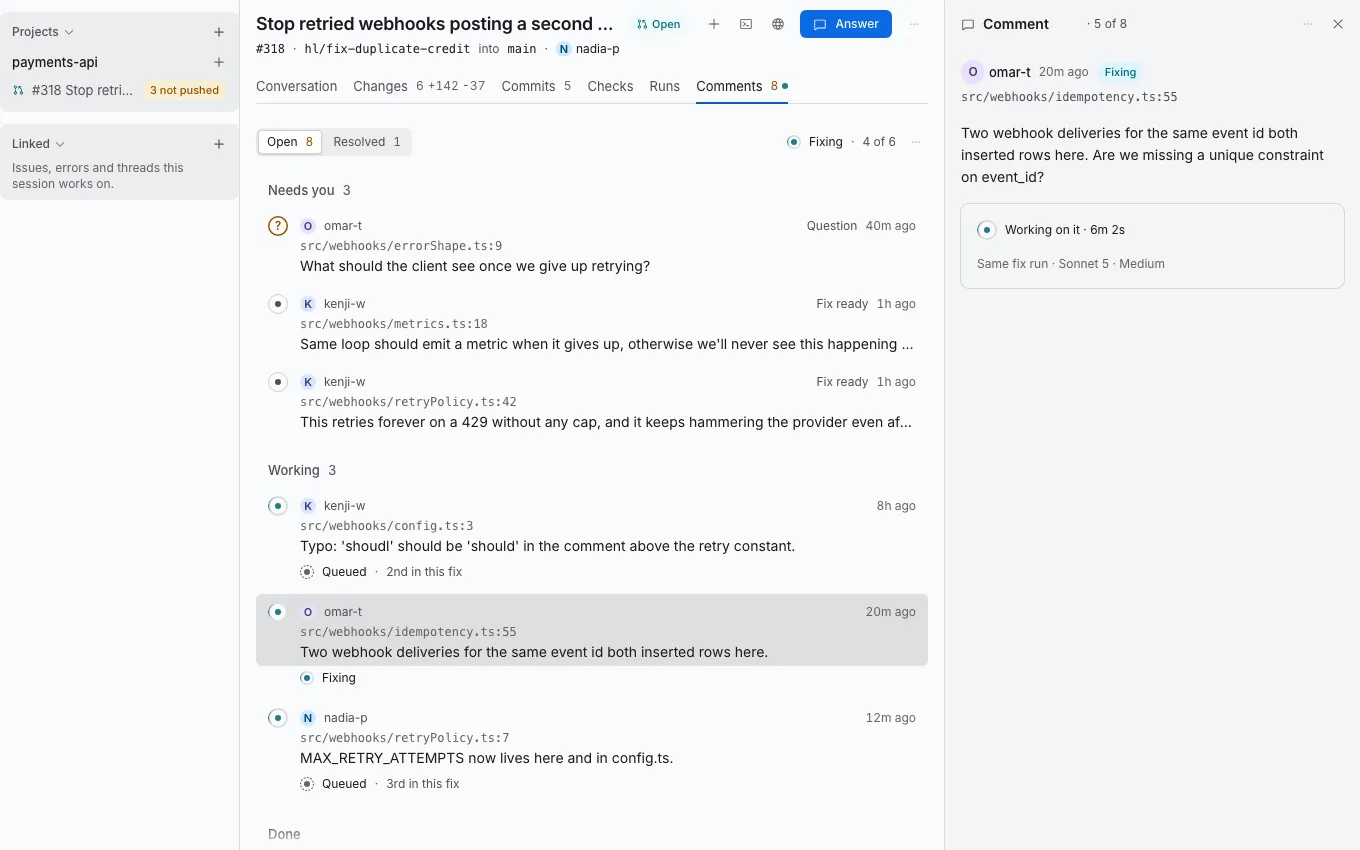 Projects
payments-api
#318 Stop retri... 3 not pushed
Linked
Issues, errors and threads this
session works on.
Stop retried webhooks posting a second ... Open Answer
#318 · hl/fix-duplicate-credit into main · N nadia-p
Conversation Changes 6 +142 -37 Commits 5 Checks Runs Comments 8
Open 8 Resolved 1 Fixing · 4 of 6
Needs you 3
? O omar-t Question 40m ago
src/webhooks/errorShape.ts:9
What should the client see once we give up retrying?
K kenji-w Fix ready 1h ago
src/webhooks/metrics.ts:18
Same loop should emit a metric when it gives up, otherwise we'll never see this happening ...
K kenji-w Fix ready 1h ago
src/webhooks/retryPolicy.ts:42
This retries forever on a 429 without any cap, and it keeps hammering the provider even af...
Working 3
K kenji-w 8h ago
src/webhooks/config.ts:3
Typo: 'shoudl' should be 'should' in the comment above the retry constant.
Queued · 2nd in this fix
O omar-t 20m ago
src/webhooks/idempotency.ts:55
Two webhook deliveries for the same event id both inserted rows here.
Fixing
N nadia-p 12m ago
src/webhooks/retryPolicy.ts:7
MAX_RETRY_ATTEMPTS now lives here and in config.ts.
Queued · 3rd in this fix
Done
Comment · 5 of 8
O omar-t 20m ago Fixing
src/webhooks/idempotency.ts:55
Two webhook deliveries for the same event id both
inserted rows here. Are we missing a unique constraint
on event_id?
Working on it · 6m 2s
Same fix run · Sonnet 5 · Medium